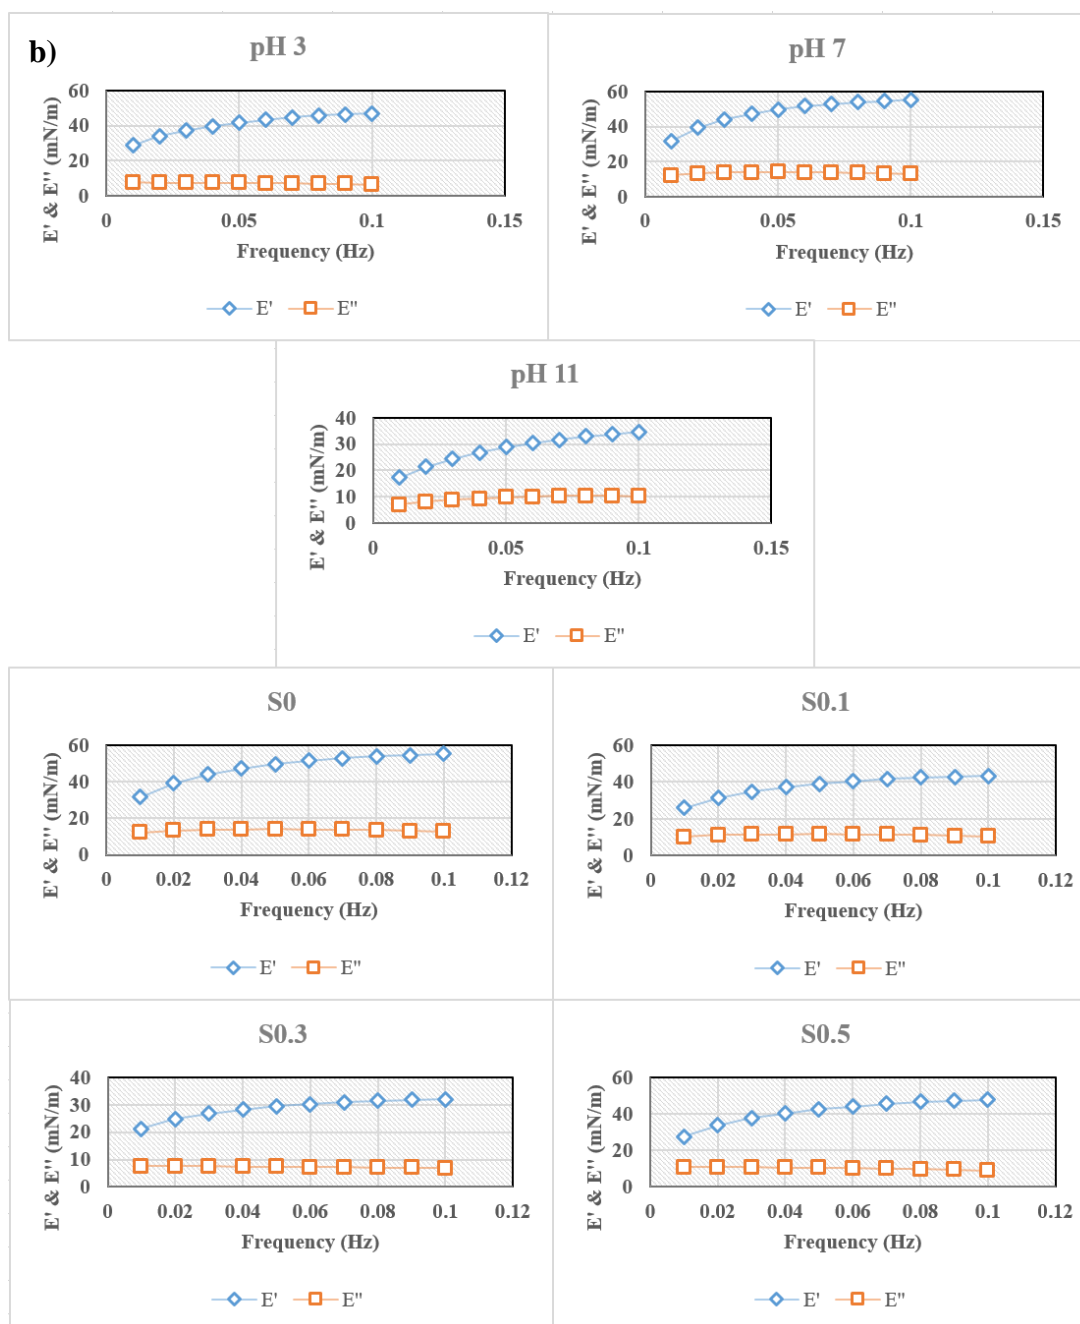 b)
pH 3
60
40
20
0
0 0.05 0.1 0.15
E' & E'' (mN/m)
Frequency (Hz)
E' E''
pH 7
60
40
20
0
0 0.05 0.1 0.15
E' & E'' (mN/m)
Frequency (Hz)
E' E''
pH 11
40
30
20
10
0
0 0.05 0.1 0.15
E' & E'' (mN/m)
Frequency (Hz)
E' E''
S0
60
40
20
0
0 0.02 0.04 0.06 0.08 0.1 0.12
E' & E'' (mN/m)
Frequency (Hz)
E' E''
S0.1
60
40
20
0
0 0.02 0.04 0.06 0.08 0.1 0.12
E' & E'' (mN/m)
Frequency (Hz)
E' E''
S0.3
40
30
20
10
0
0 0.02 0.04 0.06 0.08 0.1 0.12
E' & E'' (mN/m)
Frequency (Hz)
E' E''
S0.5
60
40
20
0
0 0.02 0.04 0.06 0.08 0.1 0.12
E' & E'' (mN/m)
Frequency (Hz)
E' E''